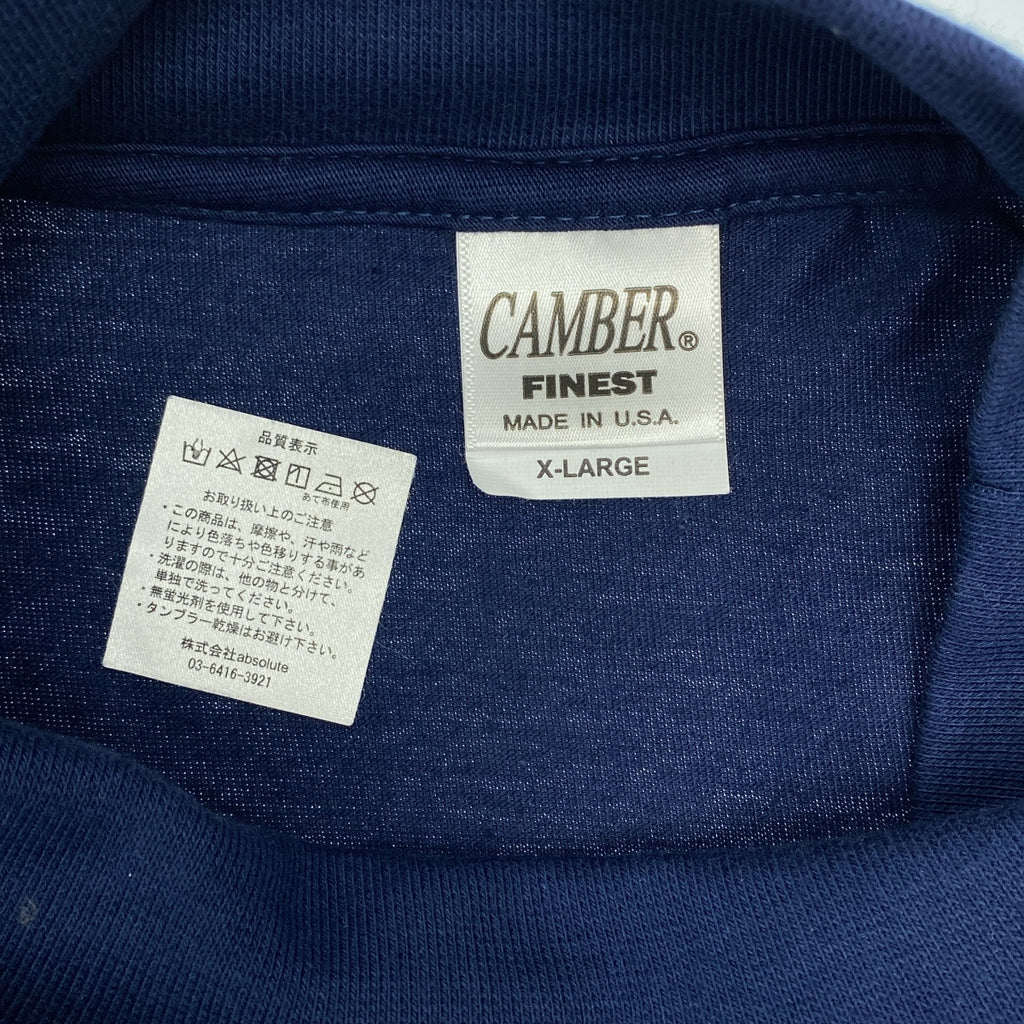 CAMBER®
FINEST
MADE IN U.S.A.
X-LARGE
品質表示
あて布使用
お取り扱い上のご注意
・この商品は、摩擦や、汗や雨など
により色落ちや色移りする事があ
りますので十分ご注意ください。
・洗濯の際は、他の物と分けて、
単独で洗ってください。
・無蛍光剤を使用して下さい。
・タンブラー乾燥はお避け下さい。
株式会社absolute
03-6416-3921